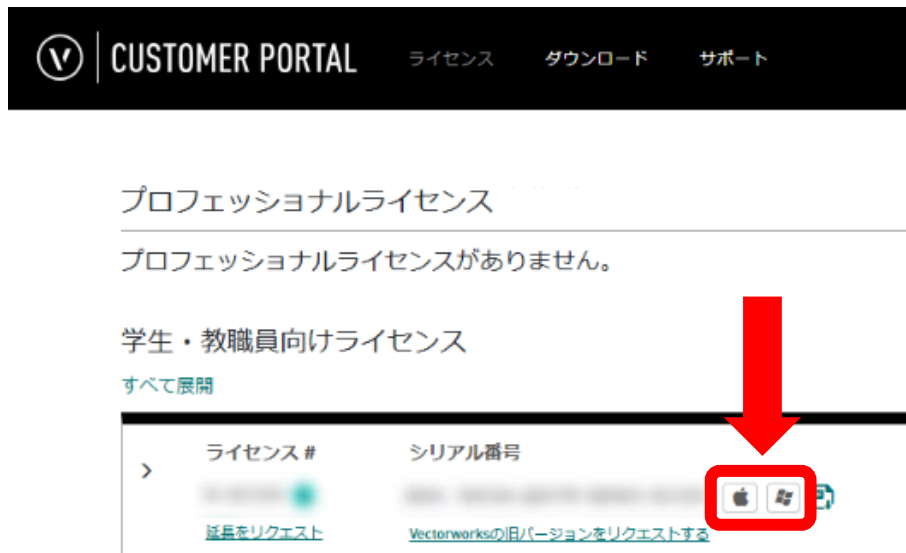 CUSTOMER PORTAL ライセンス ダウンロード サポート
プロフェッショナルライセンス
プロフェッショナルライセンスがありません。
学生・教職員向けライセンス
すべて展開
ライセンス # シリアル番号
延長をリクエスト Vectorworksの旧バージョンをリクエストする